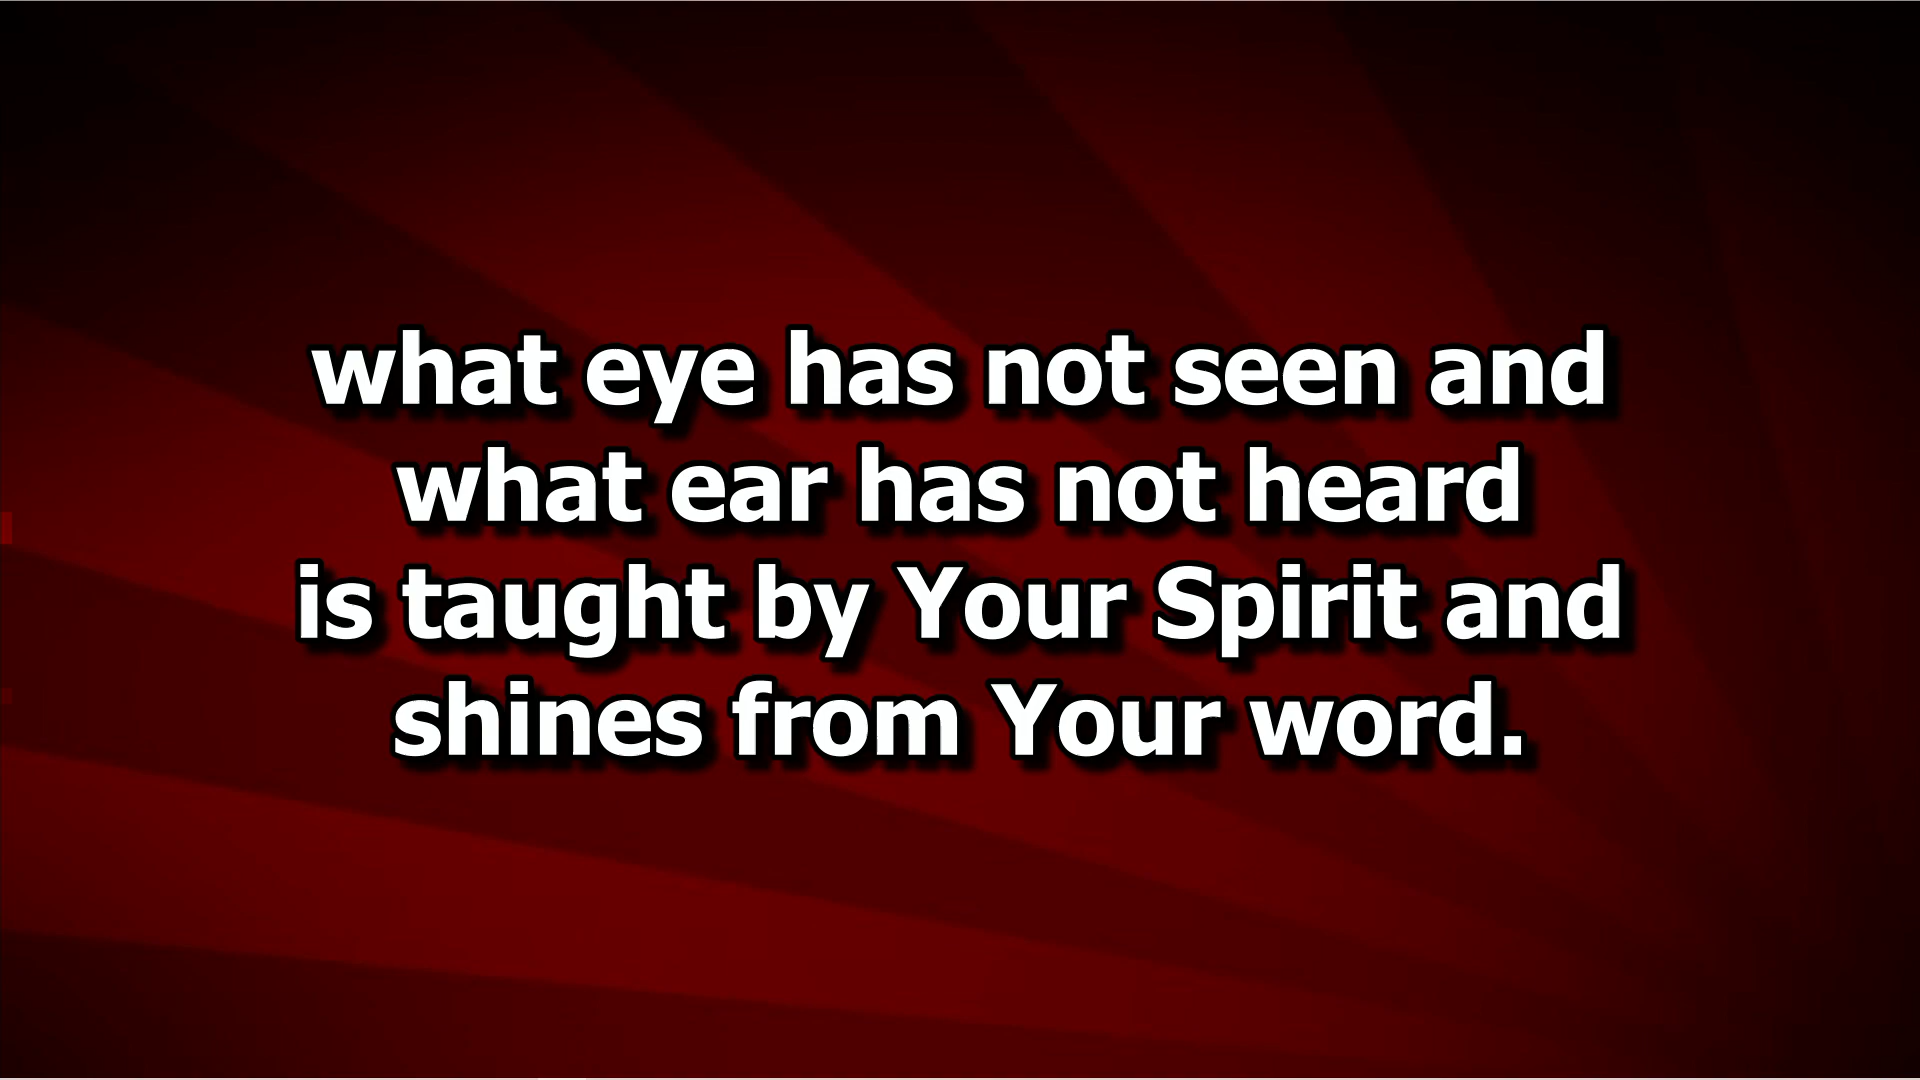 what eye has not seen and
what ear has not heard
is taught by Your Spirit and
shines from Your word.